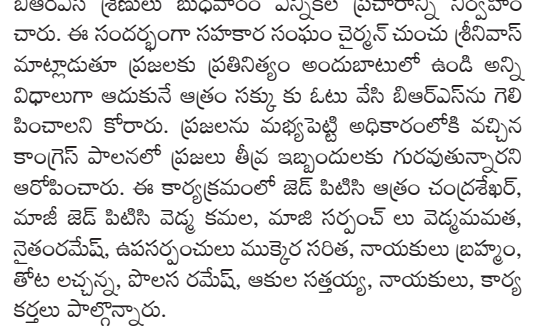 బిఆర్ఎస్ శ్రేణులు బుధవారం ఎన్నికల ప్రచారాన్ని నిర్వహిం
చారు. ఈ సందర్భంగా సహకార సంఘం చైర్మన్ చుంచు శ్రీనివాస్
మాట్లాడుతూ ప్రజలకు ప్రతినిత్యం అందుబాటులో ఉండి అన్ని
విధాలుగా ఆదుకునే ఆత్రం సక్కు కు ఓటు వేసి బిఆర్ఎస్‌ను గెలి
పించాలని కోరారు. ప్రజలను మభ్యపెట్టి అధికారంలోకి వచ్చిన
కాంగ్రెస్ పాలనలో ప్రజలు తీవ్ర ఇబ్బందులకు గురవుతున్నారని
ఆరోపించారు. ఈ కార్యక్రమంలో జెడ్ పిటిసి ఆత్రం చంద్రశేఖర్,
మాజీ జెడ్ పిటిసి వెడ్మ కమల, మాజి సర్పంచ్ లు వెడ్మమమత,
నైతంరమేష్, ఉపసర్పంచులు ముక్కెర సరిత, నాయకులు బ్రహ్మం,
తోట లచ్చన్న, పొలస రమేష్, ఆకుల సత్తయ్య, నాయకులు, కార్య
కర్తలు పాల్గొన్నారు.